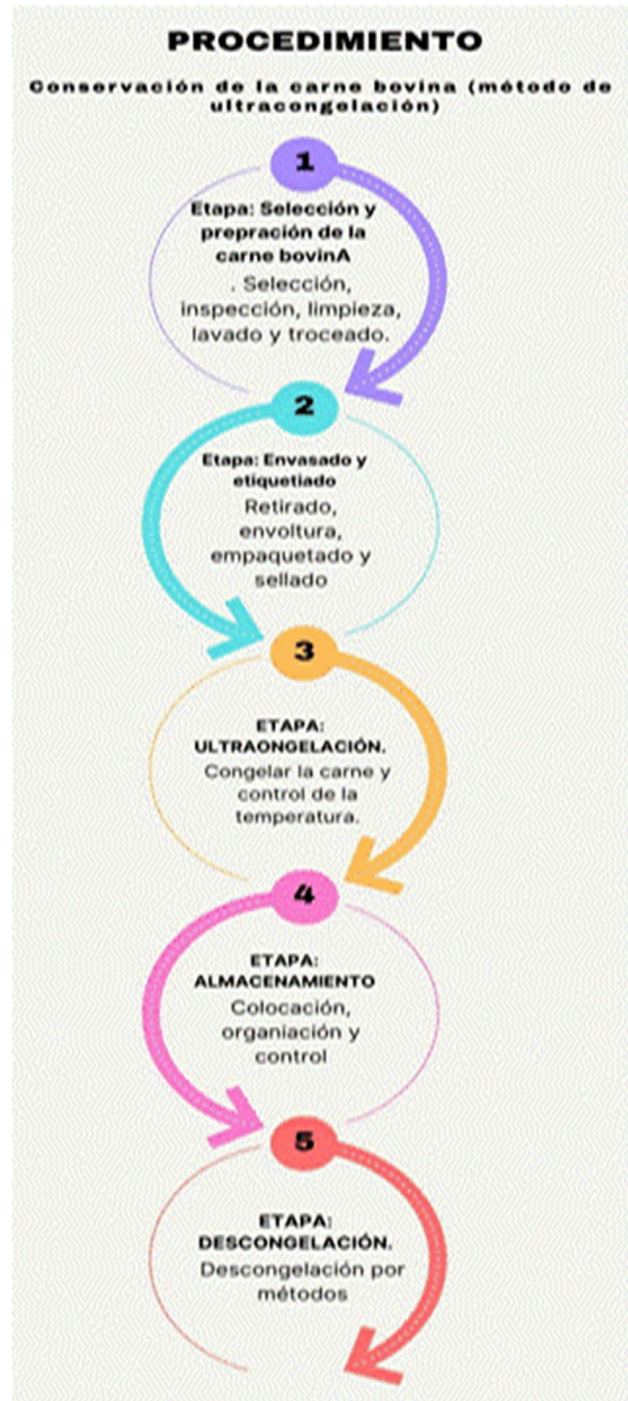 PROCEDIMIENTO
Conservación de la carne bovina (método de
ultracongelación)
1
Etapa: Selección y
prepración de la
carne bovinA
. Selección,
inspección, limpieza,
lavado y troceado.
2
Etapa: Envasado y
etiquetiado
Retirado,
envoltura,
empaquetado y
sellado
3
ETAPA:
ULTRAONGELACIÓN.
Congelar la carne y
control de la
temperatura.
4
ETAPA:
ALMACENAMIENTO
Colocación,
organiación y
control
5
ETAPA:
DESCONGELACIÓN.
Descongelación por
métodos